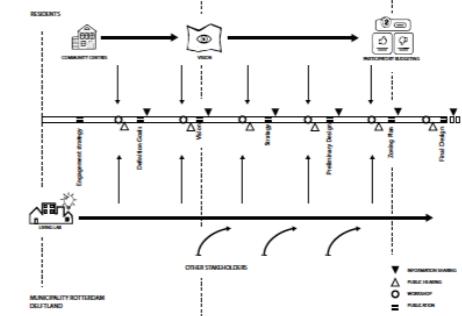 RESIDENTS
COMMUNITY CENTRES
VISION
PARTICIPATORY BUDGETING
Engagement strategy
Definition Goals
Vision
Strategy
Preliminary Design
Zoning Plan
Final Design
LIVING LAB
OTHER STAKEHOLDERS
MUNICIPALITY ROTTERDAM
DELFTLAND
INFORMATION SHARING
PUBLIC HEARING
WORKSHOP
PUBLICATION